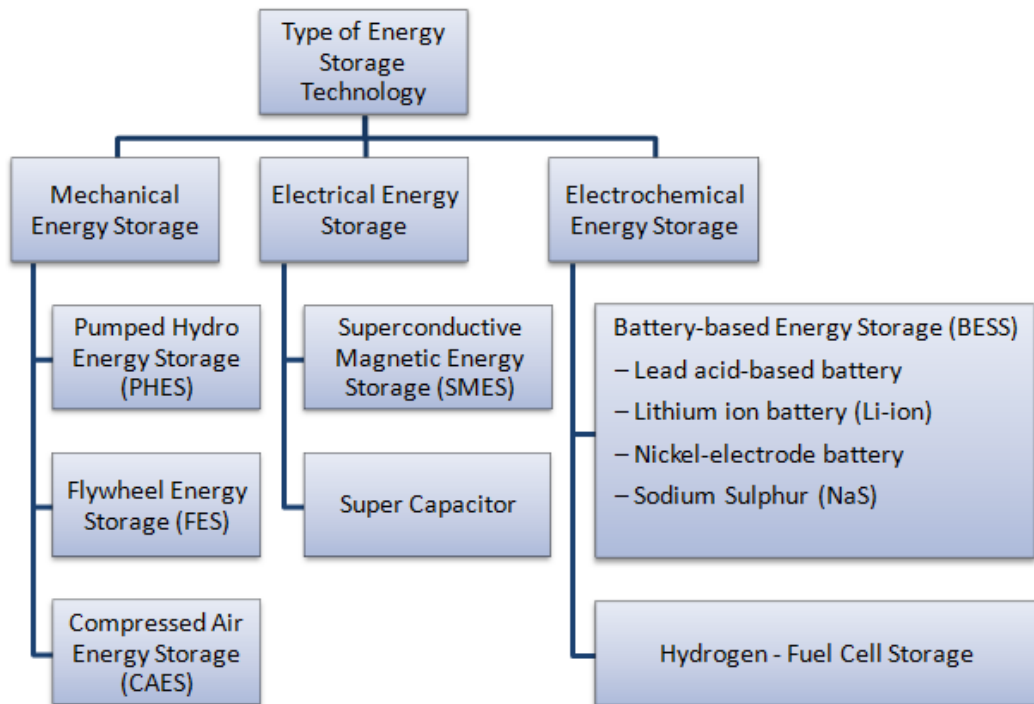 Type of Energy
Storage
Technology
Mechanical
Energy Storage
Electrical Energy
Storage
Electrochemical
Energy Storage
Pumped Hydro
Energy Storage
(PHES)
Flywheel Energy
Storage (FES)
Compressed Air
Energy Storage
(CAES)
Superconductive
Magnetic Energy
Storage (SMES)
Super Capacitor
Battery-based Energy Storage (BESS)
– Lead acid-based battery
– Lithium ion battery (Li-ion)
– Nickel-electrode battery
– Sodium Sulphur (NaS)
Hydrogen - Fuel Cell Storage